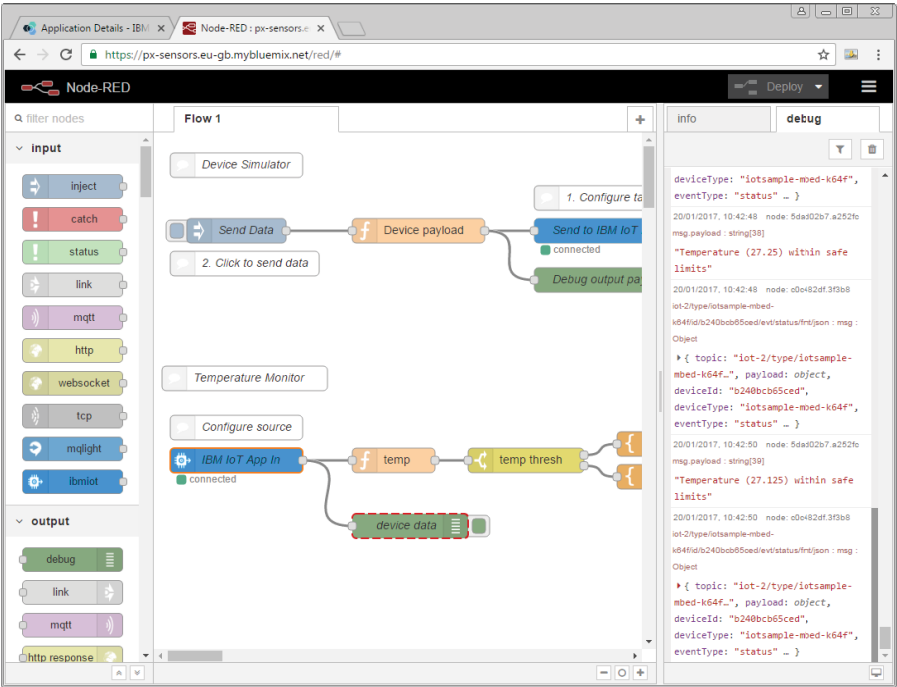 Application Details - IBM
Node-RED : px-sensors.e
https://px-sensors.eu-gb.mybluemix.net/red/#
Node-RED
Deploy
filter nodes
input
inject
catch
status
link
mqtt
http
websocket
tcp
mqlight
ibmiot
output
debug
link
mqtt
http response
Flow 1
Device Simulator
1. Configure ta
Send Data
Device payload
Send to IBM IoT
connected
2. Click to send data
Debug output pay
Temperature Monitor
Configure source
IBM IoT App In
connected
temp
temp thresh
device data
info
debug
deviceType: "iotsample-mbed-k64f",
eventType: "status" … }
20/01/2017, 10:42:48 node: 5dad02b7.a252fc
msg.payload : string[38]
"Temperature (27.25) within safe
limits"
20/01/2017, 10:42:48 node: c0c482df.3f3b8
iot-2/type/iotsample-mbed-
k64f/id/b240bcb65ced/evt/status/fmt/json : msg :
Object
{ topic: "iot-2/type/iotsample-
mbed-k64f…", payload: object,
deviceId: "b240bcb65ced",
deviceType: "iotsample-mbed-k64f",
eventType: "status" … }
20/01/2017, 10:42:50 node: 5dad02b7.a252fc
msg.payload : string[39]
"Temperature (27.125) within safe
limits"
20/01/2017, 10:42:50 node: c0c482df.3f3b8
iot-2/type/iotsample-mbed-
k64f/id/b240bcb65ced/evt/status/fmt/json : msg :
Object
{ topic: "iot-2/type/iotsample-
mbed-k64f…", payload: object,
deviceId: "b240bcb65ced",
deviceType: "iotsample-mbed-k64f",
eventType: "status" … }